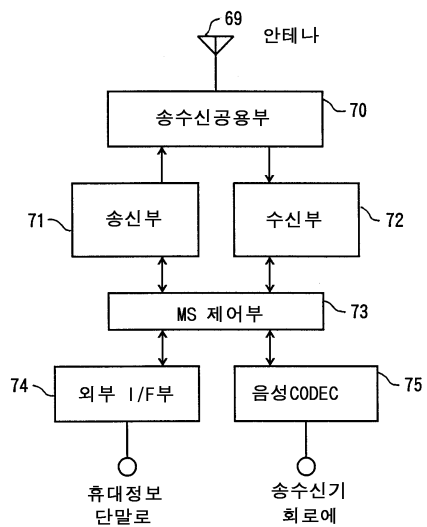 69
안테나
70
송수신공용부
71
송신부
수신부
72
MS 제어부
73
74
외부 I/F부
음성CODEC
75
휴대정보
단말로
송수신기
회로에